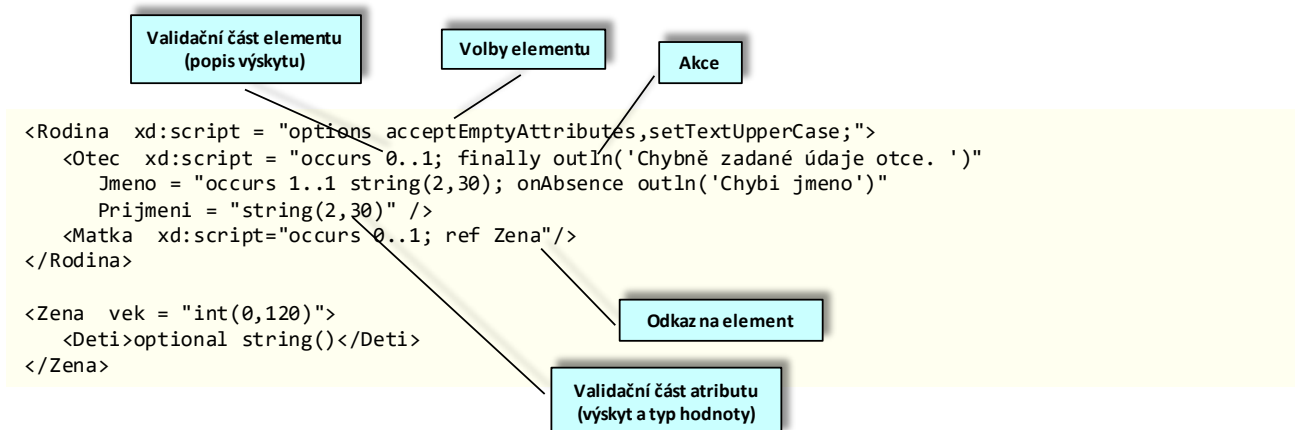 Validační část elementu
(popis výskytu)
Volby elementu
Akce
<Rodina  xd:script = "options acceptEmptyAttributes,setTextUpperCase;">
   <Otec  xd:script = "occurs 0..1; finally outln('Chybně zadané údaje otce. ')"
      Jmeno = "occurs 1..1 string(2,30); onAbsence outln('Chybi jmeno')"
      Prijmeni = "string(2,30)" />
   <Matka  xd:script="occurs 0..1; ref Zena"/>
</Rodina>
<Zena  vek = "int(0,120)">
   <Deti>optional string()</Deti>
</Zena>
Odkaz na element
Validační část atributu
(výskyt a typ hodnoty)